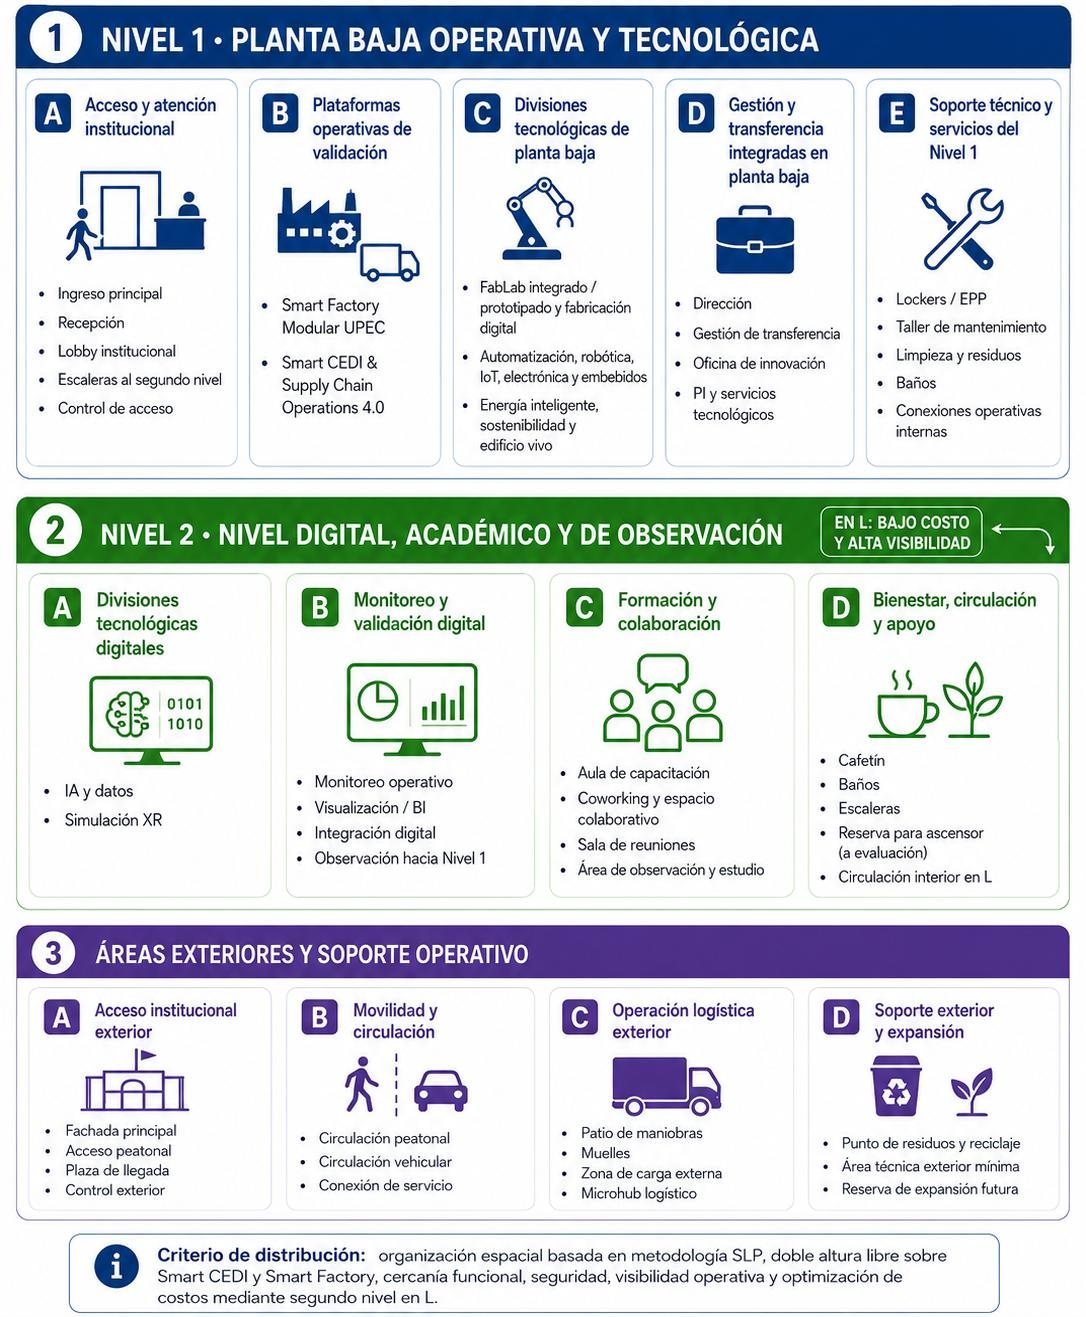 1
NIVEL 1 • PLANTA BAJA OPERATIVA Y TECNOLÓGICA
A
Acceso y atención
institucional
• Ingreso principal
• Recepción
• Lobby institucional
• Escaleras al segundo nivel
• Control de acceso
B
Plataformas
operativas de
validación
• Smart Factory
Modular UPEC
• Smart CEDI &
Supply Chain
Operations 4.0
C
Divisiones
tecnológicas de
planta baja
• FabLab integrado /
prototipado y fabricación
digital
• Automatización, robótica,
IoT, electrónica y embebidos
• Energía inteligente,
sostenibilidad y
edificio vivo
D
Gestión y
transferencia
integradas en
planta baja
• Dirección
• Gestión de transferencia
• Oficina de innovación
• PI y servicios
tecnológicos
E
Soporte técnico y
servicios del
Nivel 1
• Lockers / EPP
• Taller de mantenimiento
• Limpieza y residuos
• Baños
• Conexiones operativas
internas
2
NIVEL 2 • NIVEL DIGITAL, ACADÉMICO Y DE OBSERVACIÓN
EN L: BAJO COSTO
Y ALTA VISIBILIDAD
A
Divisiones
tecnológicas
digitales
0101
1010
• IA y datos
• Simulación XR
B
Monitoreo y
validación digital
• Monitoreo operativo
• Visualización / BI
• Integración digital
• Observación hacia Nivel 1
C
Formación y
colaboración
• Aula de capacitación
• Coworking y espacio
colaborativo
• Sala de reuniones
• Área de observación y estudio
D
Bienestar, circulación
y apoyo
• Cafetín
• Baños
• Escaleras
• Reserva para ascensor
(a evaluación)
• Circulación interior en L
3
ÁREAS EXTERIORES Y SOPORTE OPERATIVO
A
Acceso institucional
exterior
• Fachada principal
• Acceso peatonal
• Plaza de llegada
• Control exterior
B
Movilidad y
circulación
• Circulación peatonal
• Circulación vehicular
• Conexión de servicio
C
Operación logística
exterior
• Patio de maniobras
• Muelles
• Zona de carga externa
• Microhub logístico
D
Soporte exterior
y expansión
• Punto de residuos y reciclaje
• Área técnica exterior mínima
• Reserva de expansión futura
i
Criterio de distribución: organización espacial basada en metodología SLP, doble altura libre sobre
Smart CEDI y Smart Factory, cercanía funcional, seguridad, visibilidad operativa y optimización de
costos mediante segundo nivel en L.